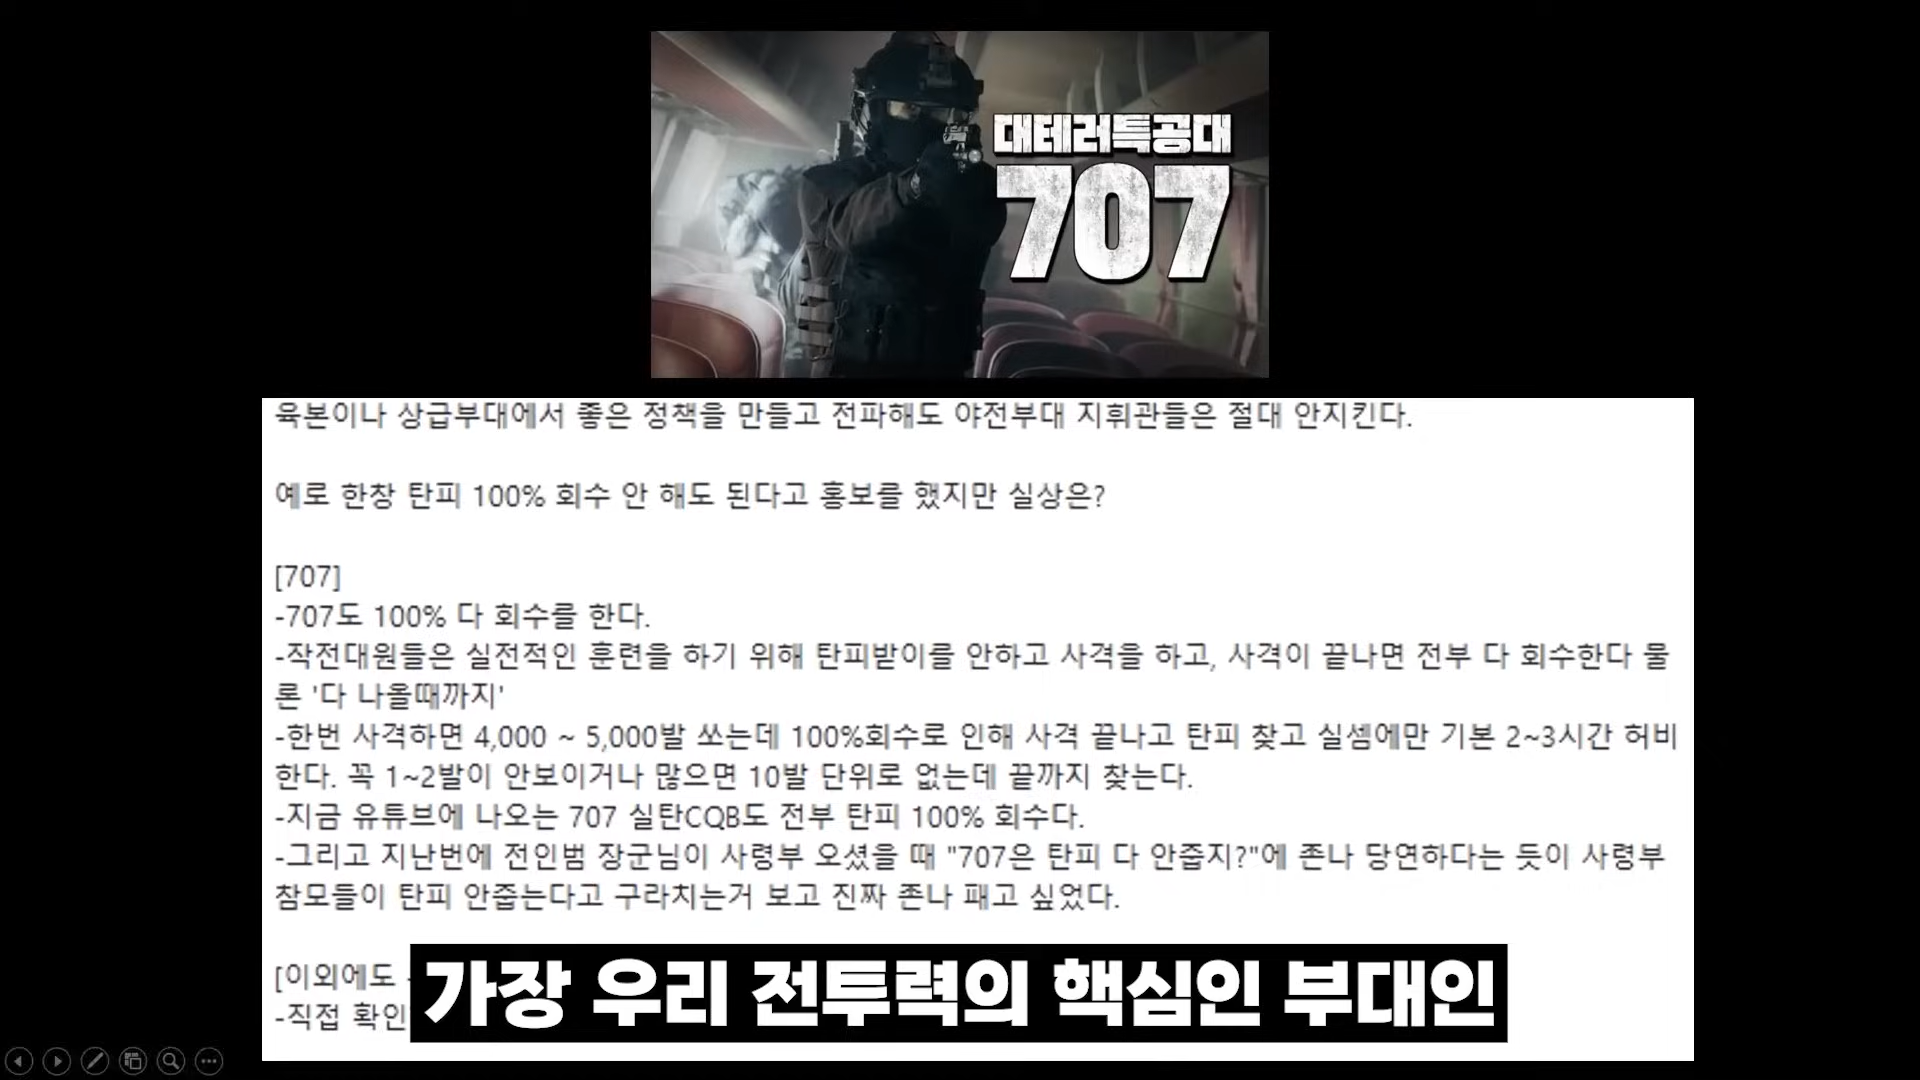 대테러특공대
707
육본이나 상급부대에서 좋은 정책을 만들고 전파해도 야전부대 지휘관들은 절대 안지킨다.
예로 한창 탄피 100% 회수 안 해도 된다고 홍보를 했지만 실상은?
[707]
-707도 100% 다 회수를 한다.
-작전대원들은 실전적인 훈련을 하기 위해 탄피받이를 안하고 사격을 하고, 사격이 끝나면 전부 다 회수한다 물
론 '다 나올때까지'
-한번 사격하면 4,000 ~ 5,000발 쏘는데 100%회수로 인해 사격 끝나고 탄피 찾고 실셈에만 기본 2~3시간 허비
한다. 꼭 1~2발이 안보이거나 많으면 10발 단위로 없는데 끝까지 찾는다.
-지금 유튜브에 나오는 707 실탄CQB도 전부 탄피 100% 회수다.
-그리고 지난번에 전인범 장군님이 사령부 오셨을 때 "707은 탄피 다 안줍지?"에 존나 당연하다는 듯이 사령부
참모들이 탄피 안줍는다고 구라치는거 보고 진짜 존나 패고 싶었다.
[이외에도
-직접 확인
가장 우리 전투력의 핵심인 부대인